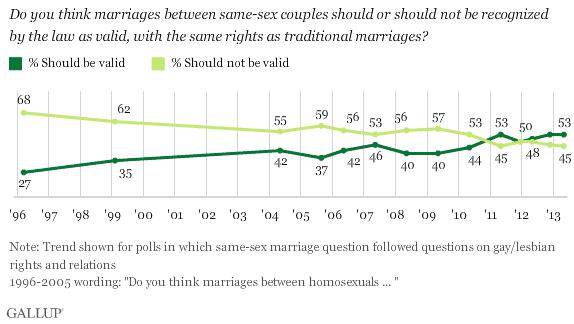 Do you think marriages between same-sex couples should or should not be recognized
by the law as valid, with the same rights as traditional marriages?
% Should be valid % Should not be valid
68 62 55 59 56 53 56 57 53 53 50 53
27 35 42 37 42 46 40 40 44 45 48 45
'96 '97 '98 '99 '00 '01 '02 '03 '04 '05 '06 '07 '08 '09 '10 '11 '12 '13
Note: Trend shown for polls in which same-sex marriage question followed questions on gay/lesbian
rights and relations
1996-2005 wording: "Do you think marriages between homosexuals ... "
GALLUP®